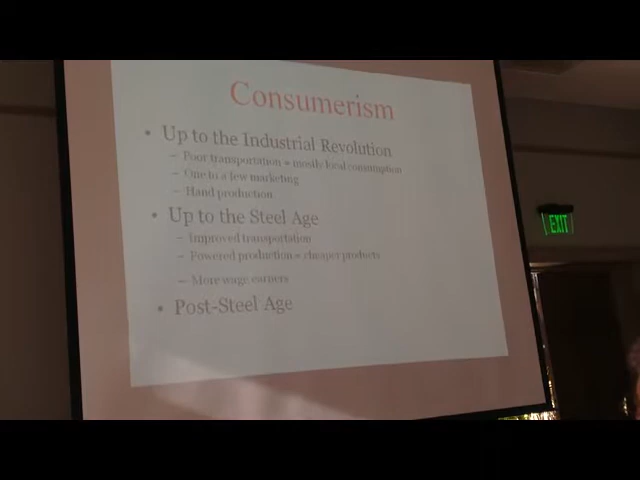 Consumerism
• Up to the Industrial Revolution
– Poor transportation = mostly local consumption
– One to a few marketing
– Hand production
• Up to the Steel Age
– Improved transportation
– Powered production = cheaper products
– More wage earners
• Post-Steel Age
EXIT